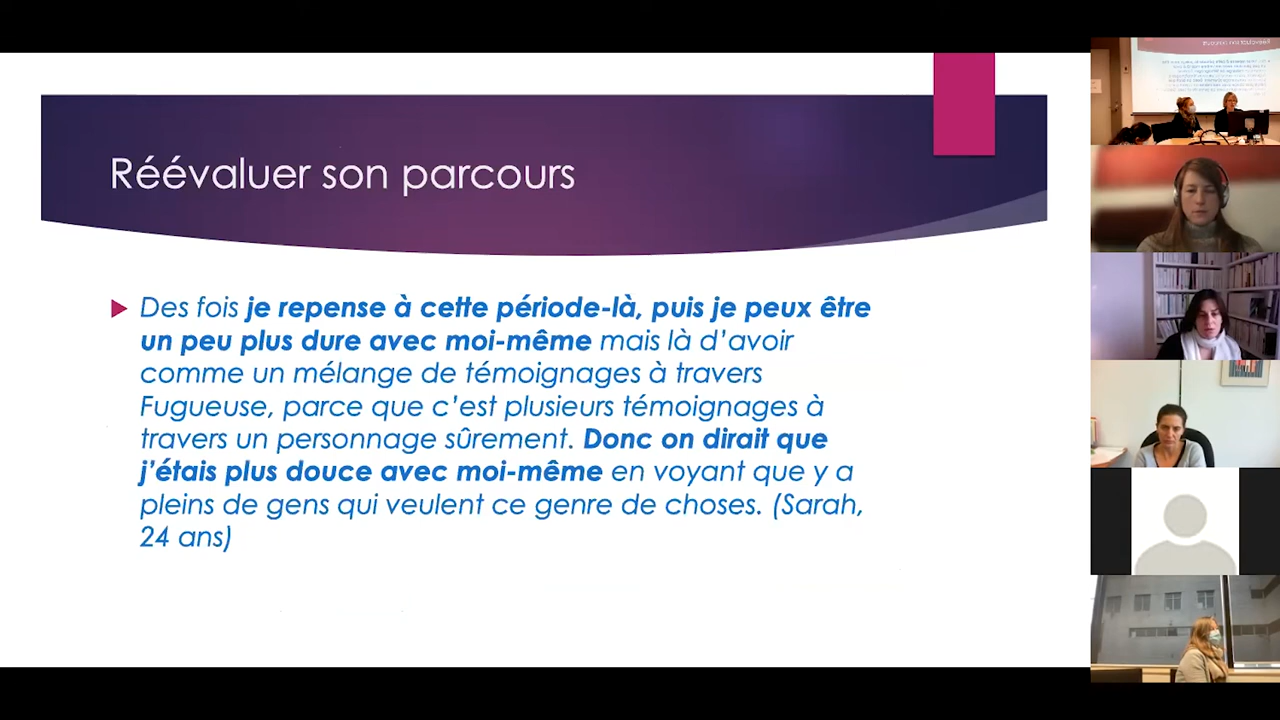 Réévaluer son parcours
Des fois je repense à cette période-là, puis je peux être
un peu plus dure avec moi-même mais là d’avoir
comme un mélange de témoignages à travers
Fugueuse, parce que c’est plusieurs témoignages à
travers un personnage sûrement. Donc on dirait que
j’étais plus douce avec moi-même en voyant que y a
pleins de gens qui veulent ce genre de choses. (Sarah,
24 ans)